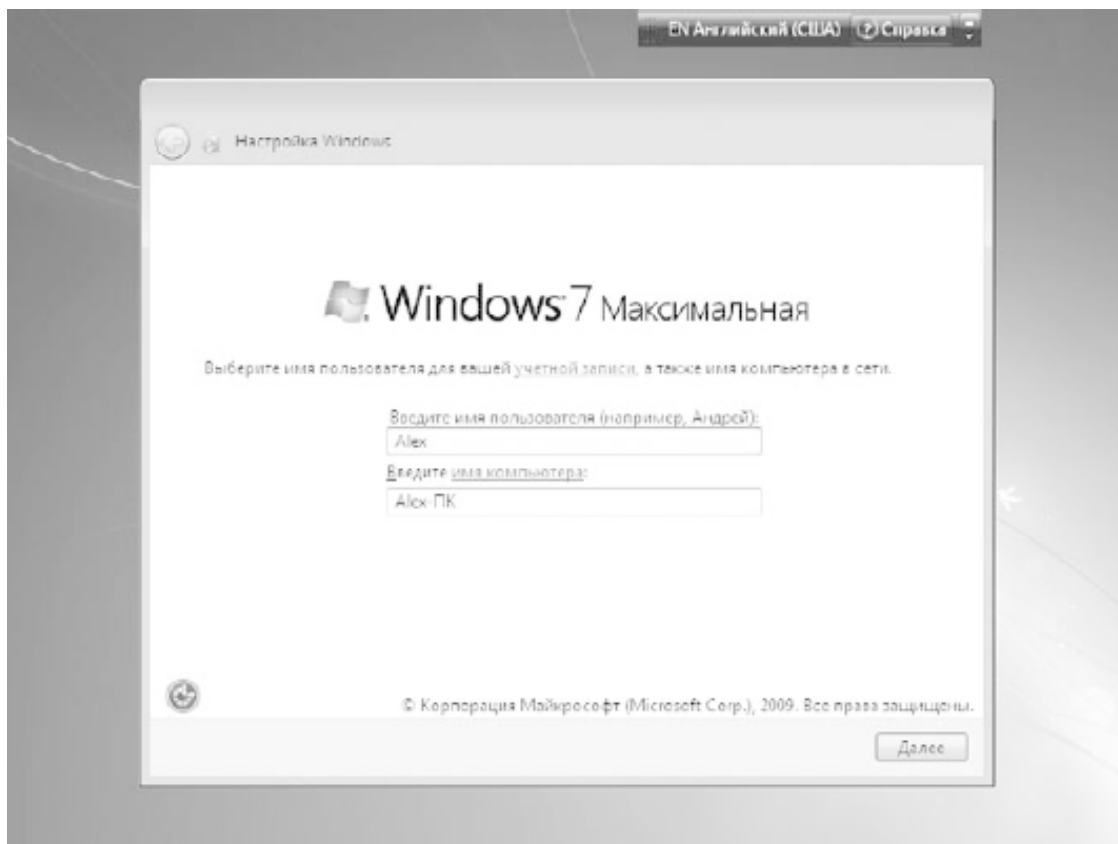 EN Английский (США) Справка
Настройка Windows
Windows 7 Максимальная
Выберите имя пользователя для вашей учетной записи, а также имя компьютера в сети.
Введите имя пользователя (например, Андрей):
Alex
Введите имя компьютера:
Alex-ПК
© Корпорация Майкрософт (Microsoft Corp.), 2009. Все права защищены.
Далее